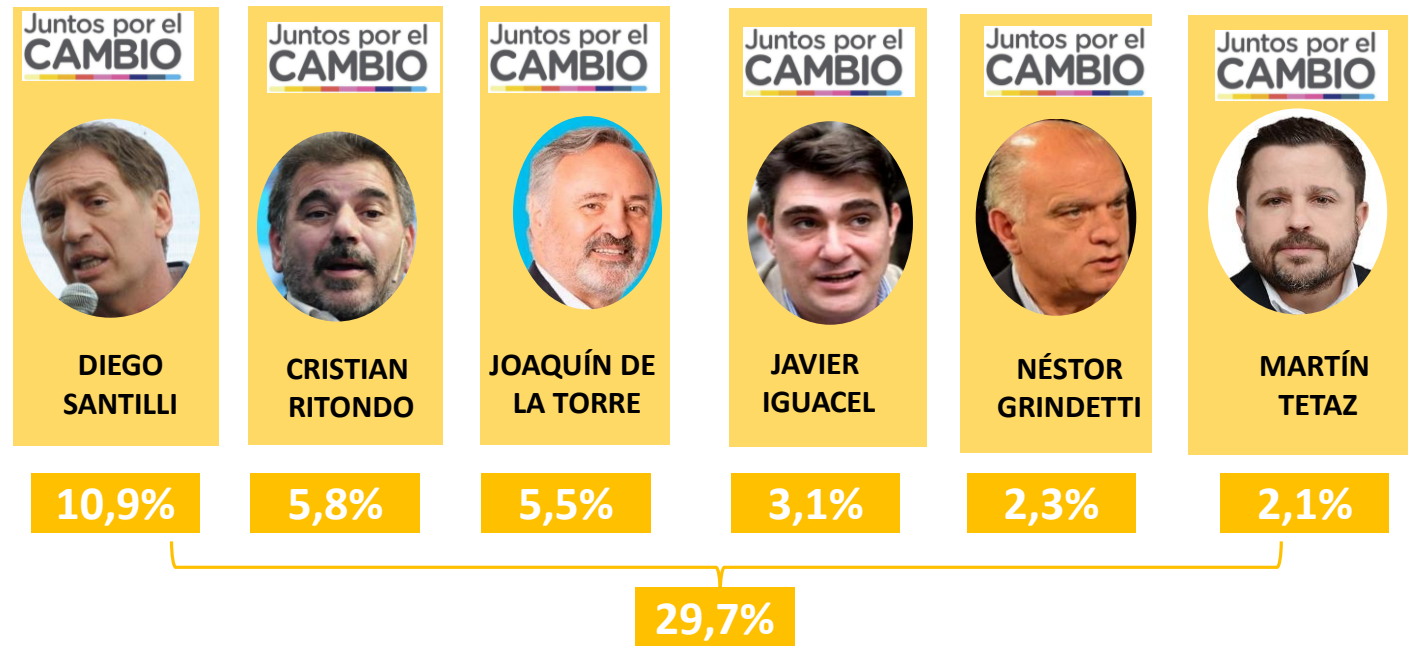 Juntos por el
CAMBIO
Juntos por el
CAMBIO
Juntos por el
CAMBIO
Juntos por el
CAMBIO
Juntos por el
CAMBIO
Juntos por el
CAMBIO
DIEGO
SANTILLI
CRISTIAN
RITONDO
JOAQUÍN DE
LA TORRE
JAVIER
IGUACEL
NÉSTOR
GRINDETTI
MARTÍN
TETAZ
10,9%
5,8%
5,5%
3,1%
2,3%
2,1%
29,7%